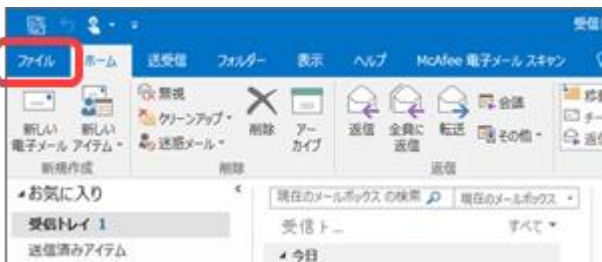 受信
ファイル ホーム 送受信 フォルダー 表示 ヘルプ McAfee 電子メール スキャン
無視
クリーンアップ
迷惑メール
新しい 電子メール
新しい アイテム
削除
アー カイブ
返信
全員に 返信
転送
会議
その他
移動
チー
返信
新規作成 削除 返信
お気に入り
現在のメールボックス の検索 現在のメールボックス
受信トレイ 1
受信ト... すべて
送信済みアイテム
今日